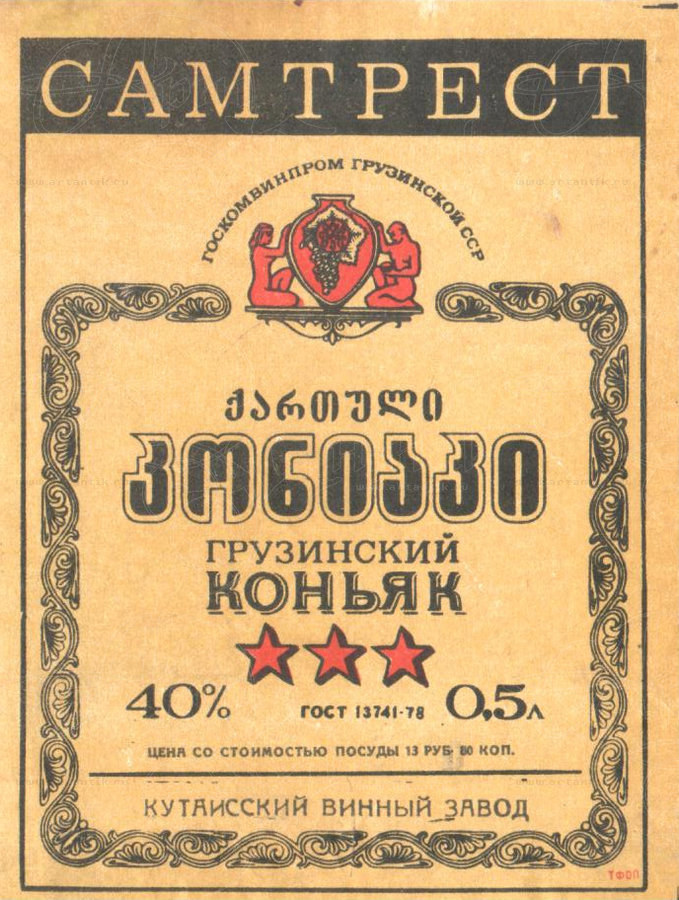 САМТРЕСТ
ГОСКОМВИНПРОМ ГРУЗИНСКОЙ ССР
ქართული
კონიაკი
ГРУЗИНСКИЙ
КОНЬЯК
40% ГОСТ 13741-78 0,5л
ЦЕНА СО СТОИМОСТЬЮ ПОСУДЫ 13 РУБ. 80 КОП.
КУТАИССКИЙ ВИННЫЙ ЗАВОД